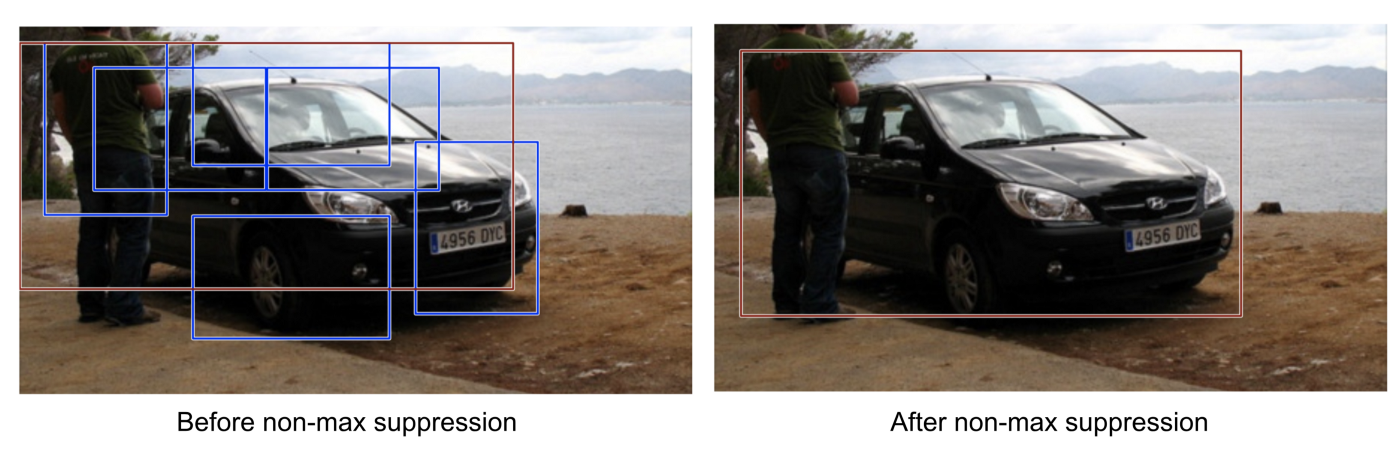 4956 DYC
4956 DYC
Before non-max suppression
After non-max suppression